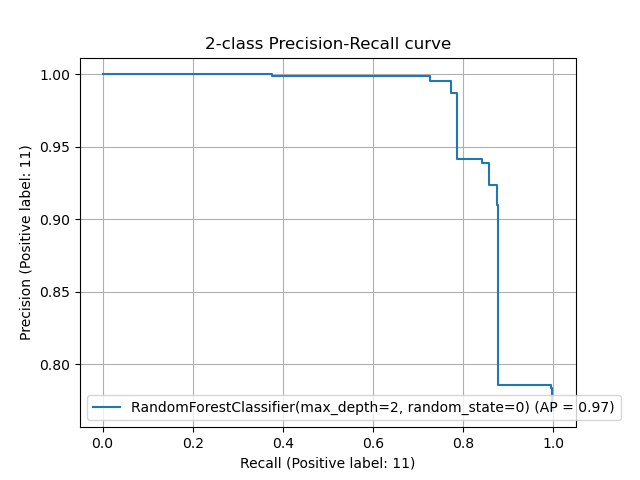 2-class Precision-Recall curve
1.00
0.95
0.90
0.85
0.80
Precision (Positive label: 11)
RandomForestClassifier(max_depth=2, random_state=0) (AP = 0.97)
0.0 0.2 0.4 0.6 0.8 1.0
Recall (Positive label: 11)